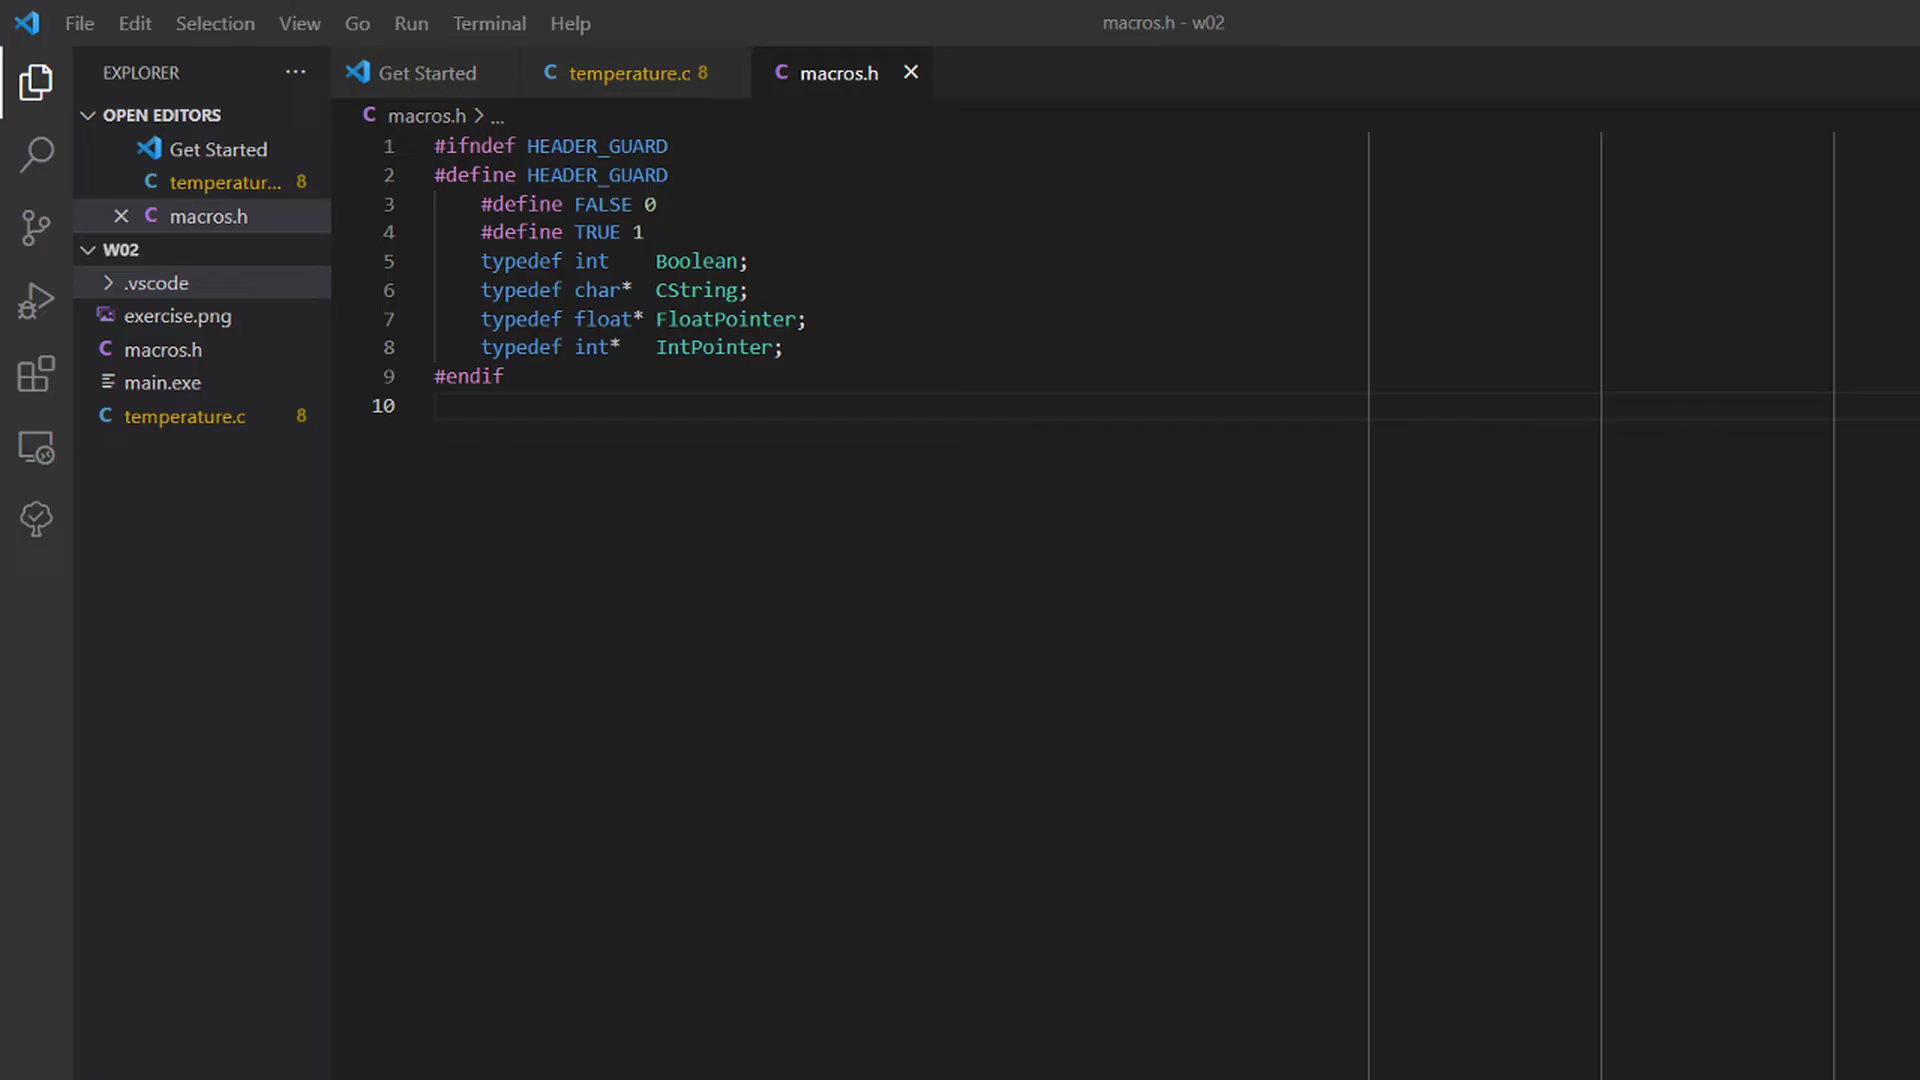 File Edit Selection View Go Run Terminal Help macros.h - w02
EXPLORER ···
Get Started
temperature.c 8
macros.h
OPEN EDITORS
Get Started
temperatur... 8
macros.h
W02
.vscode
exercise.png
macros.h
main.exe
temperature.c 8
macros.h > ...
1 #ifndef HEADER_GUARD
2 #define HEADER_GUARD
3     #define FALSE 0
4     #define TRUE 1
5     typedef int    Boolean;
6     typedef char*  CString;
7     typedef float* FloatPointer;
8     typedef int*   IntPointer;
9 #endif
10